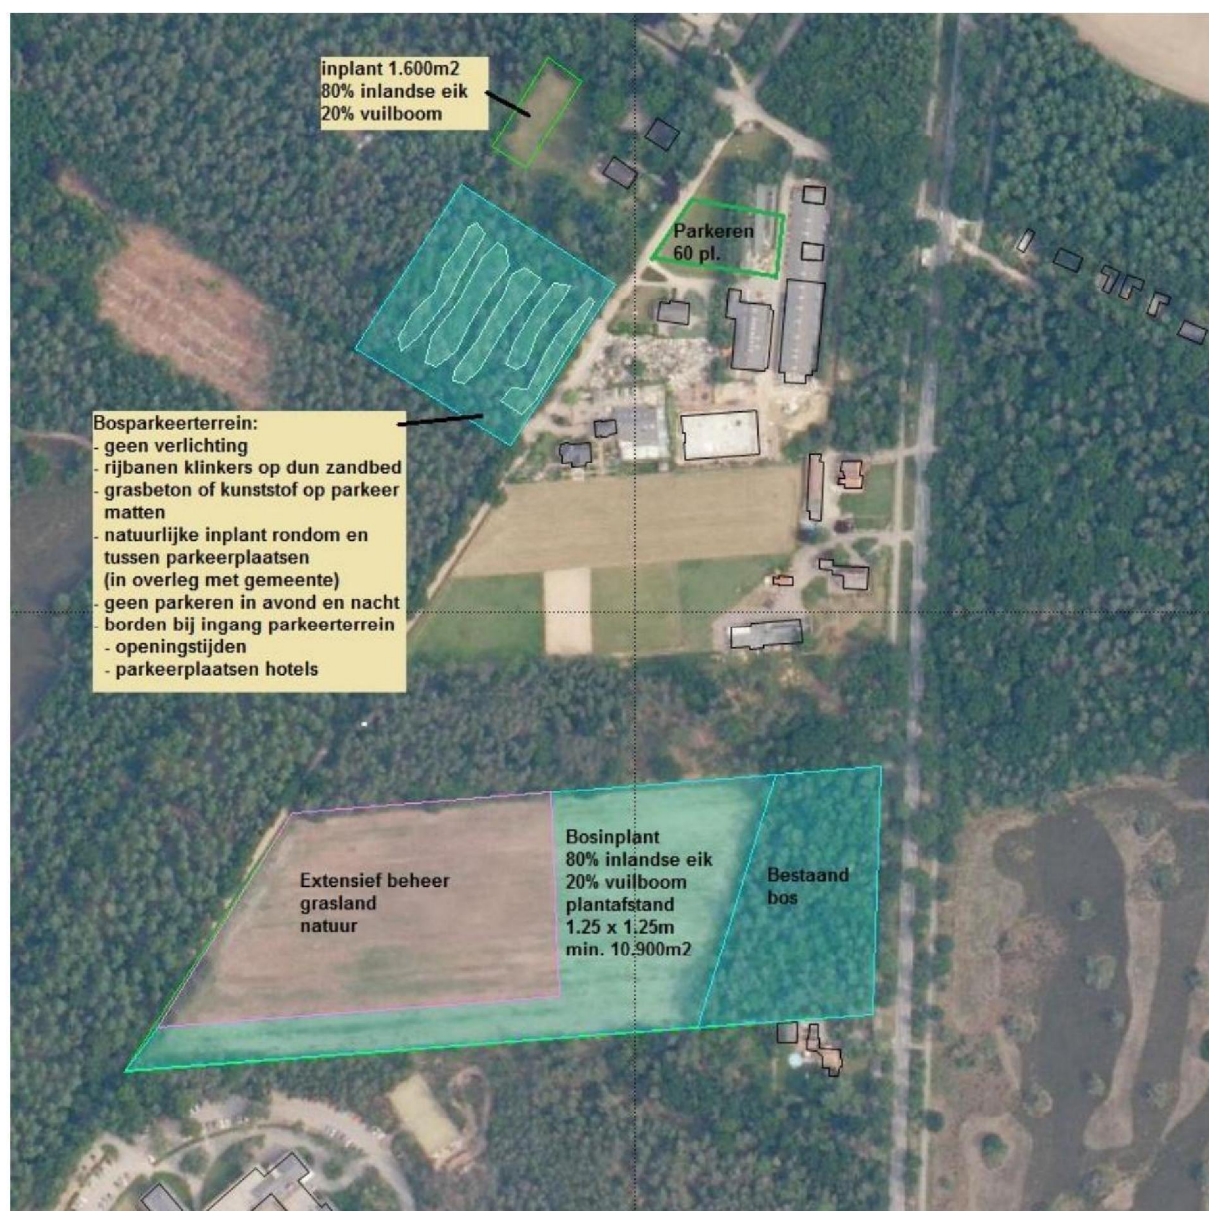 inplant 1.600m2
80% inlandse eik
20% vuilboom
Parkeren
60 pl.
Bosparkeerterrein:
- geen verlichting
- rijbanen klinkers op dun zandbed
- grasbeton of kunststof op parkeer
matten
- natuurlijke inplant rondom en
tussen parkeerplaatsen
(in overleg met gemeente)
- geen parkeren in avond en nacht
- borden bij ingang parkeerterrein
- openingstijden
- parkeerplaatsen hotels
Extensief beheer
grasland
natuur
Bosinplant
80% inlandse eik
20% vuilboom
plantafstand
1.25 x 1.25m
min. 10.900m2
Bestaand
bos